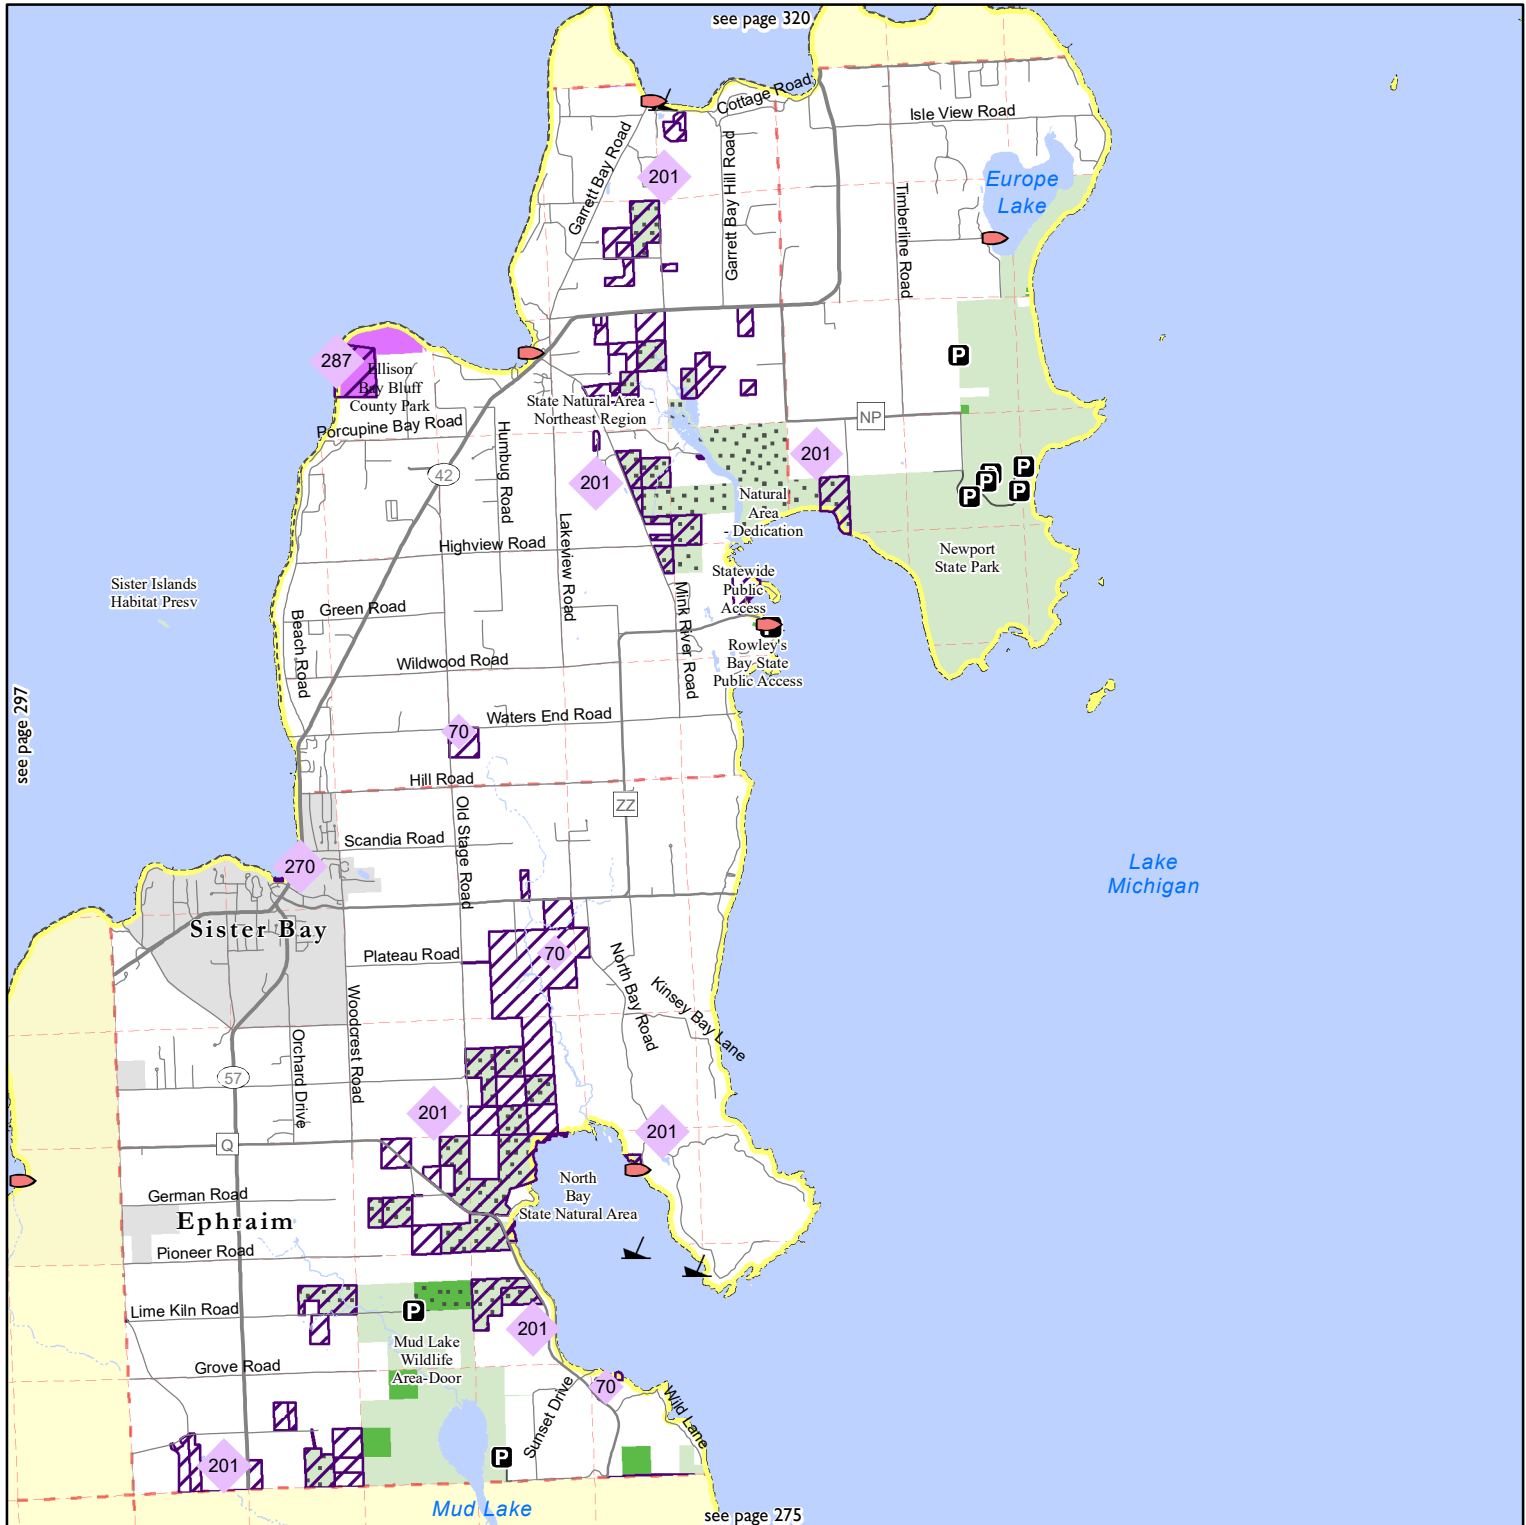 see page 320
Cottage Road
Isle View Road
Garrett Bay Road
Garrett Bay Hill Road
201
Europe
Lake
Timberline Road
287
Ellison
Bay Bluff
County Park
Porcupine Bay Road
State Natural Area -
Northeast Region
NP
42
Humbug Road
201
201
Natural
Area
- Dedication
Lakeview Road
Highview Road
Newport
State Park
Statewide
Public
Access
Sister Islands
Habitat Presv
Green Road
Beach Road
Mink River Road
Rowley's
Bay State
Public Access
Wildwood Road
see page 297
Waters End Road
70
Hill Road
ZZ
Old Stage Road
Scandia Road
270
Lake
Michigan
Sister Bay
Plateau Road
70
North Bay Road
Kinsey Bay Lane
Woodcrest Road
Orchard Drive
57
201
201
Q
North
Bay
State Natural Area
German Road
Ephraim
Pioneer Road
Lime Kiln Road
P
201
Mud Lake
Wildlife
Area-Door
Grove Road
70
Sunset Drive
Wild Lane
201
P
Mud Lake
see page 275
P
P
P
P
P